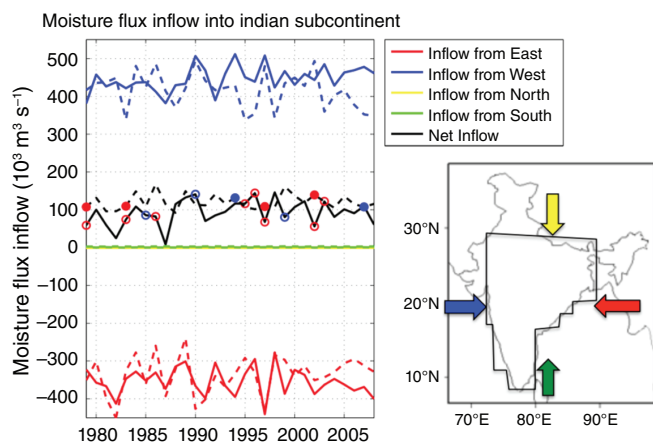 Moisture flux inflow into indian subcontinent
Moisture flux inflow (10³ m³ s⁻¹)
500
400
300
200
100
0
−100
−200
−300
−400
1980
1985
1990
1995
2000
2005
Inflow from East
Inflow from West
Inflow from North
Inflow from South
Net Inflow
30°N
20°N
10°N
70°E
80°E
90°E